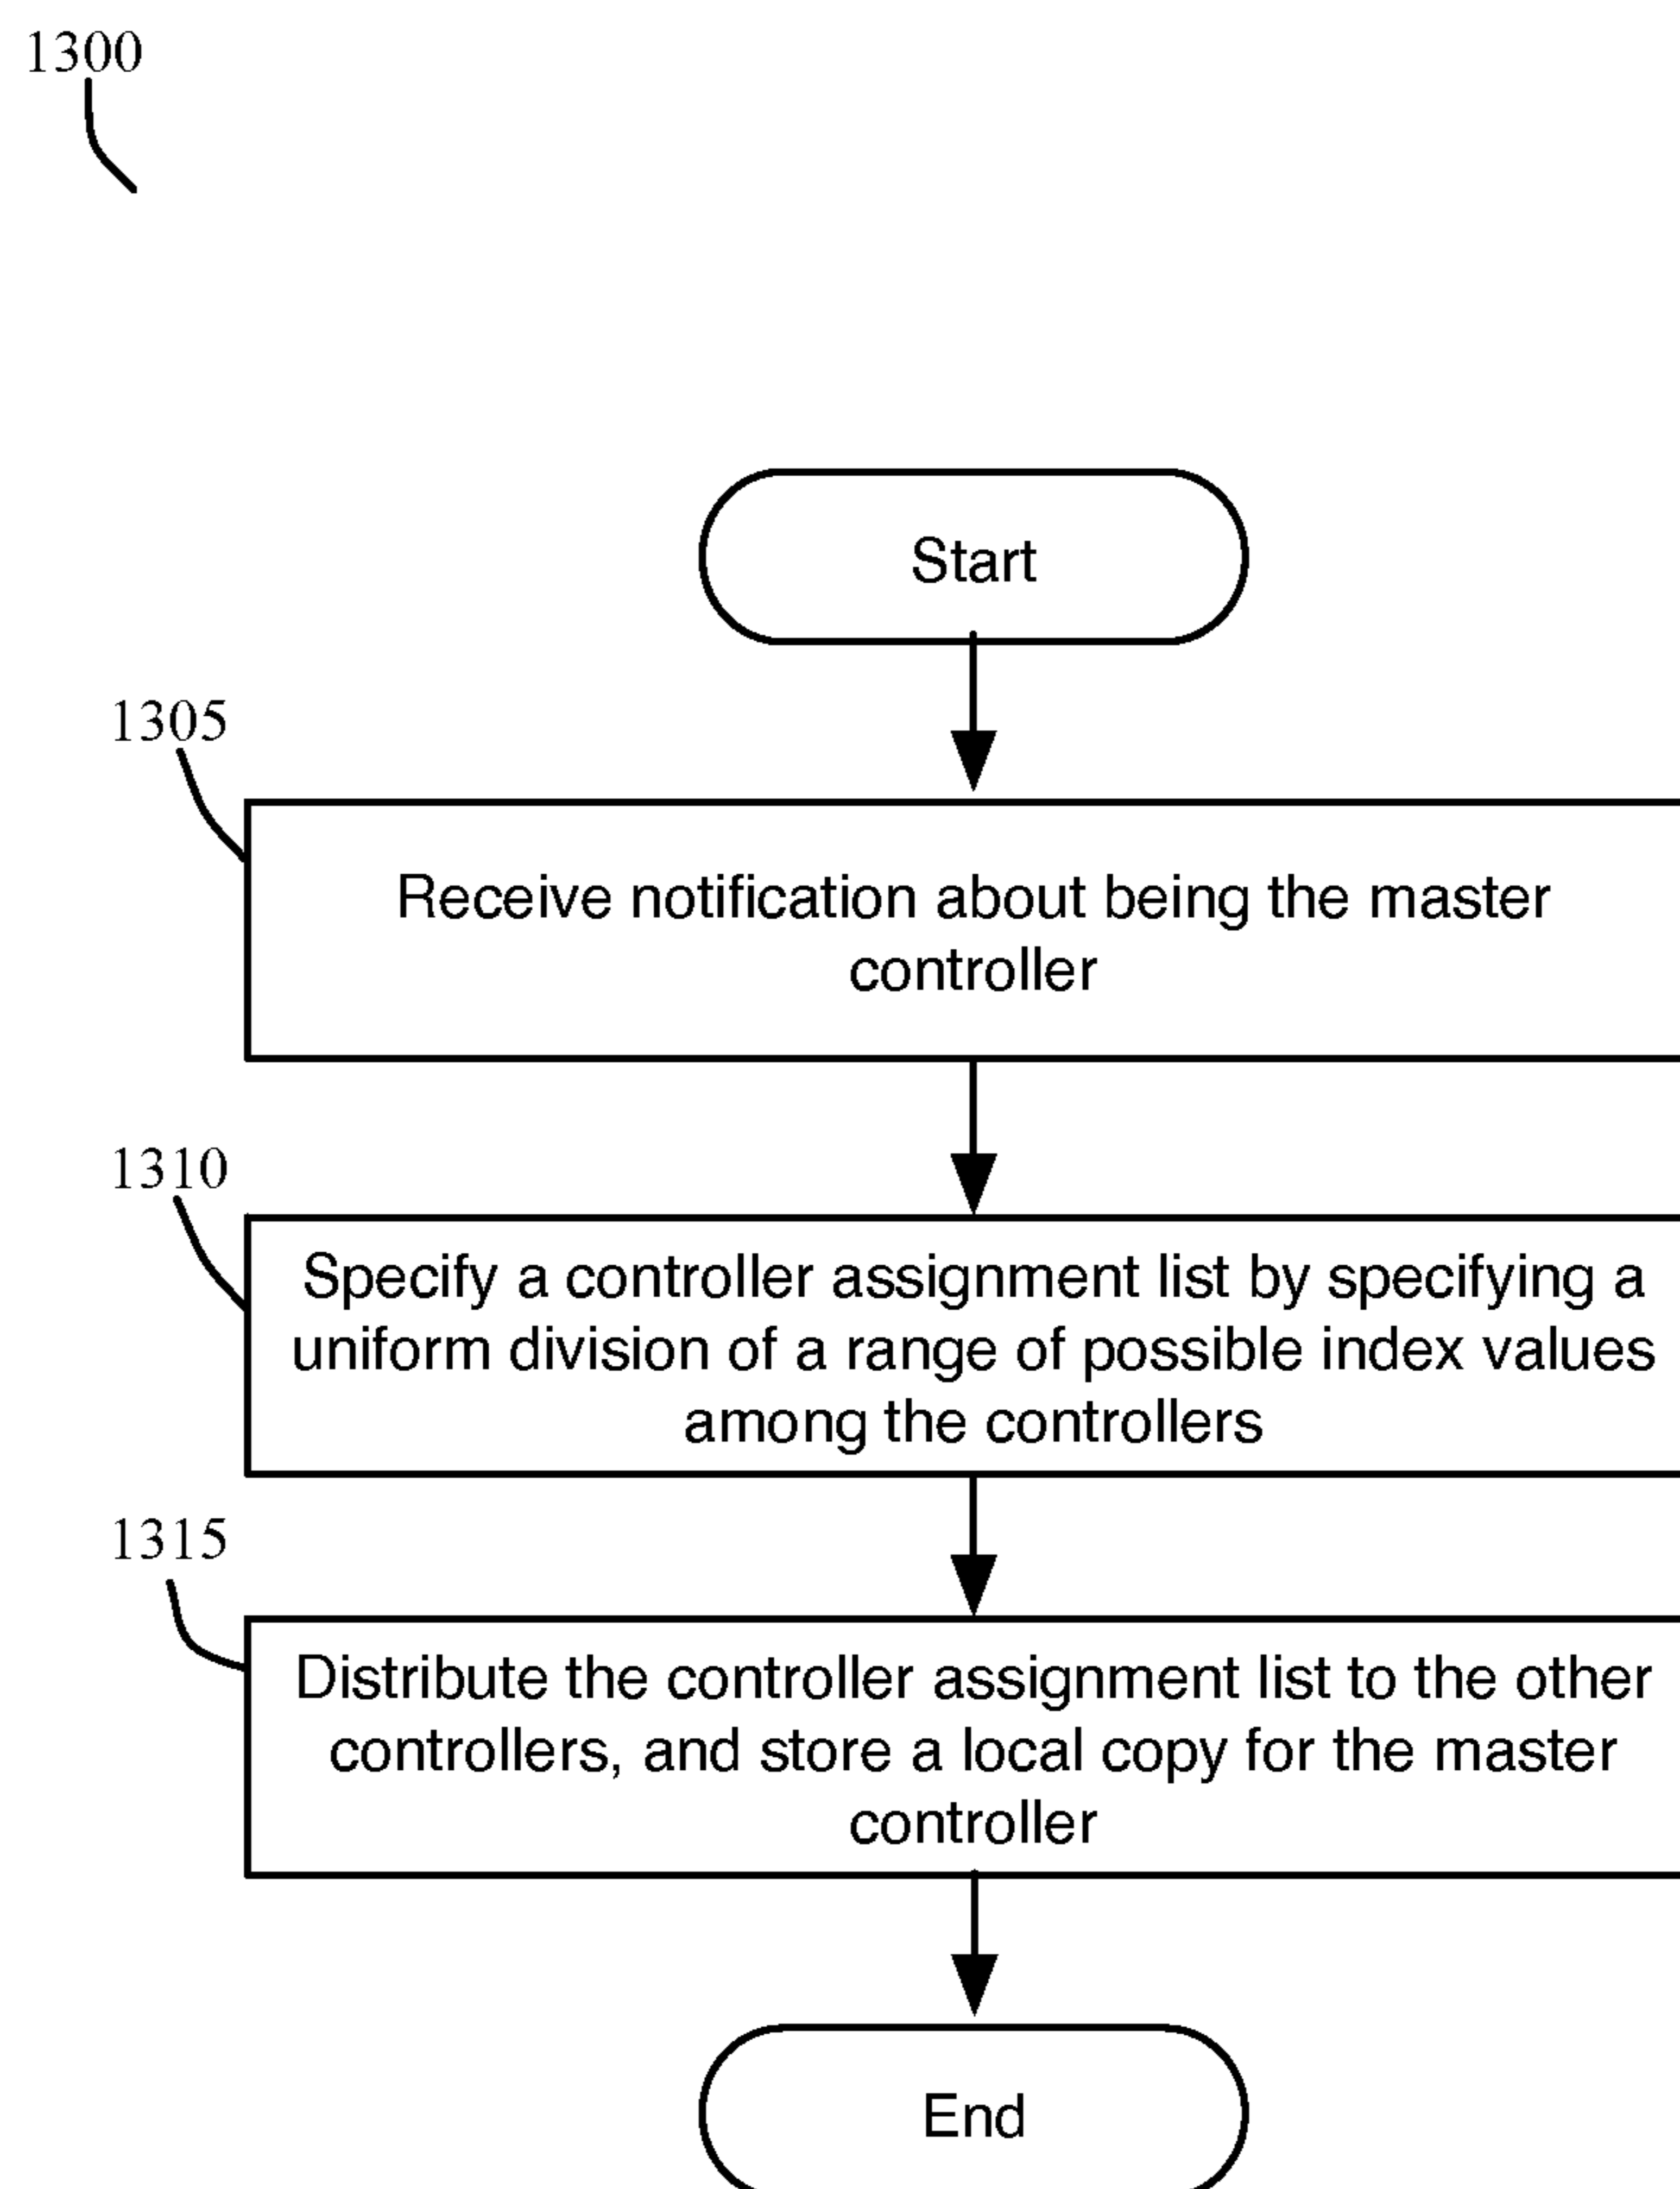 1300
Start
1305
Receive notification about being the master
controller
1310
Specify a controller assignment list by specifying a
uniform division of a range of possible index values
among the controllers
1315
Distribute the controller assignment list to the other
controllers, and store a local copy for the master
controller
End